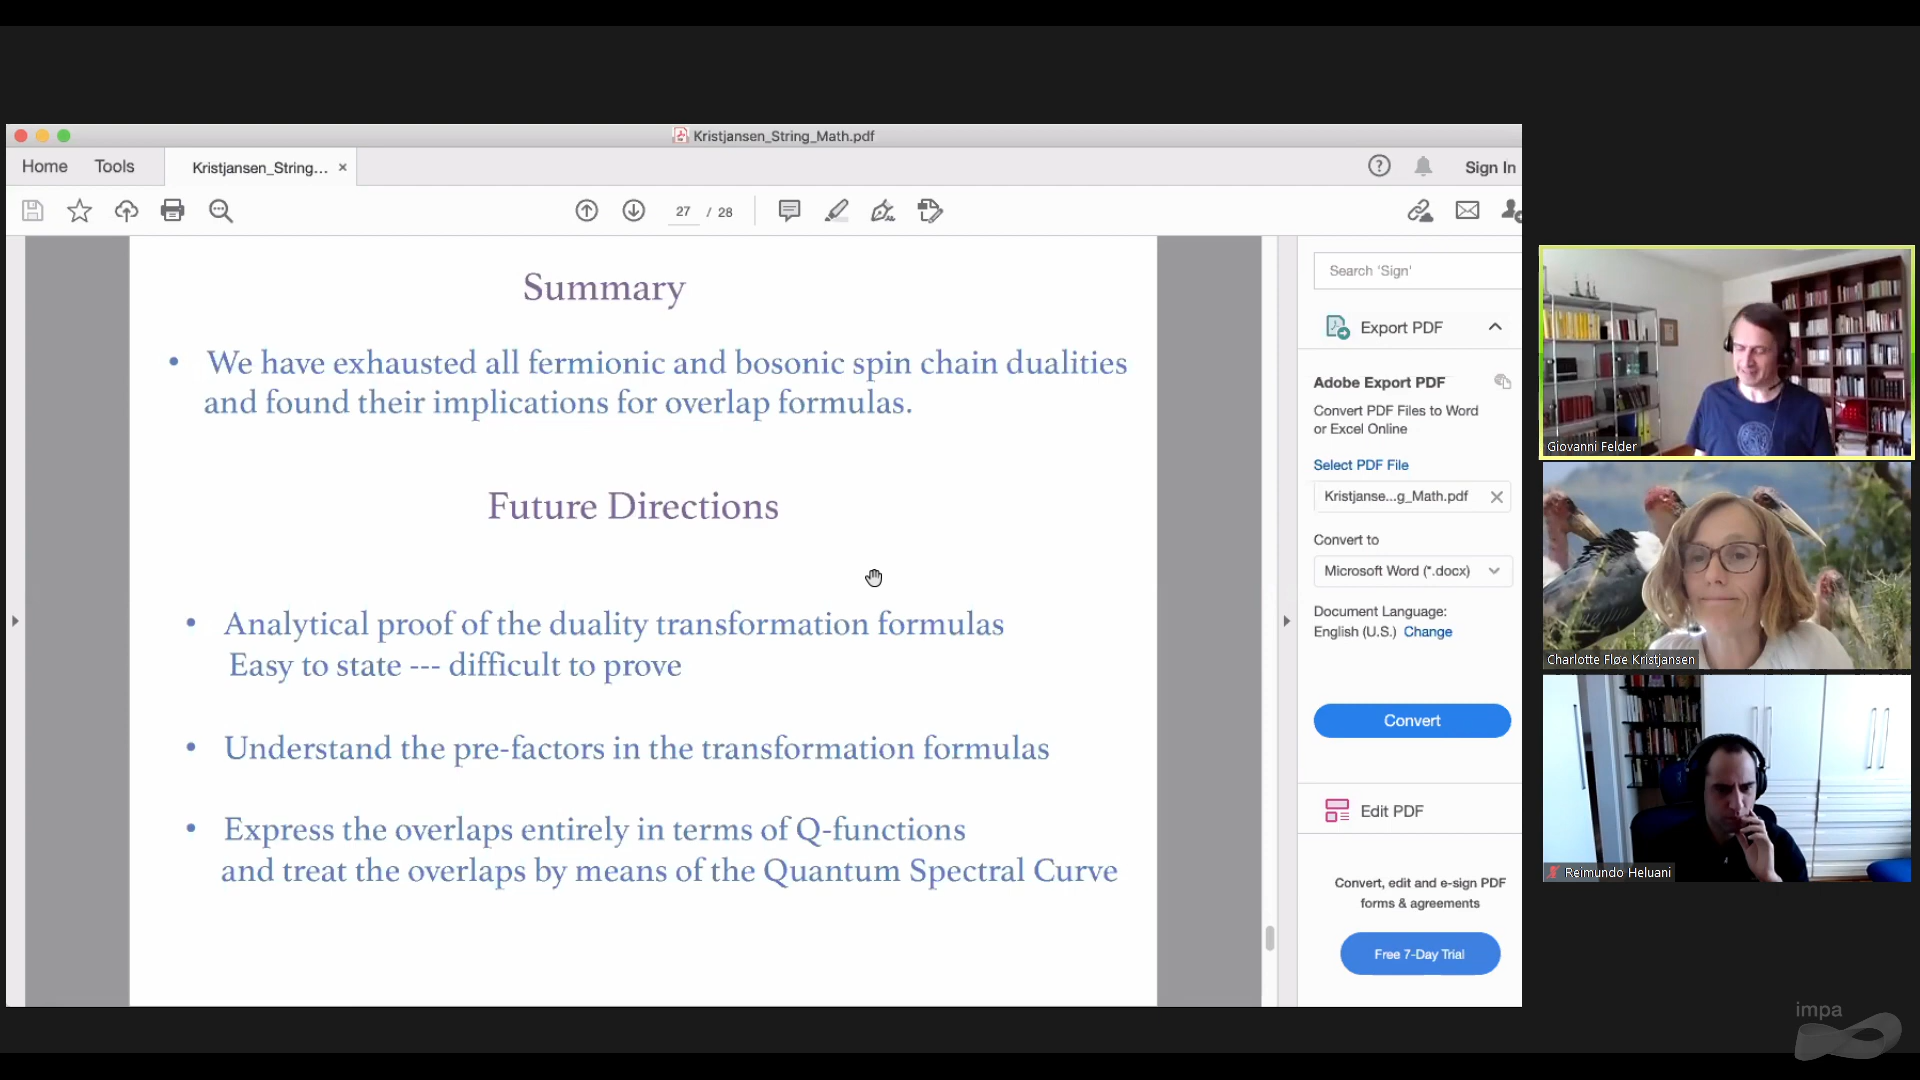 Kristjansen_String_Math.pdf
Home Tools Kristjansen_String... × Sign In
27 / 28
Summary
• We have exhausted all fermionic and bosonic spin chain dualities
and found their implications for overlap formulas.
Future Directions
• Analytical proof of the duality transformation formulas
Easy to state --- difficult to prove
• Understand the pre-factors in the transformation formulas
• Express the overlaps entirely in terms of Q-functions
and treat the overlaps by means of the Quantum Spectral Curve
Search 'Sign'
Export PDF
Adobe Export PDF
Convert PDF Files to Word
or Excel Online
Select PDF File
Kristjanse...g_Math.pdf
Convert to
Microsoft Word (*.docx)
Document Language:
English (U.S.) Change
Convert
Edit PDF
Convert, edit and e-sign PDF
forms & agreements
Free 7-Day Trial
Giovanni Felder
Charlotte Fløe Kristjansen
Reimundo Heluani
impa